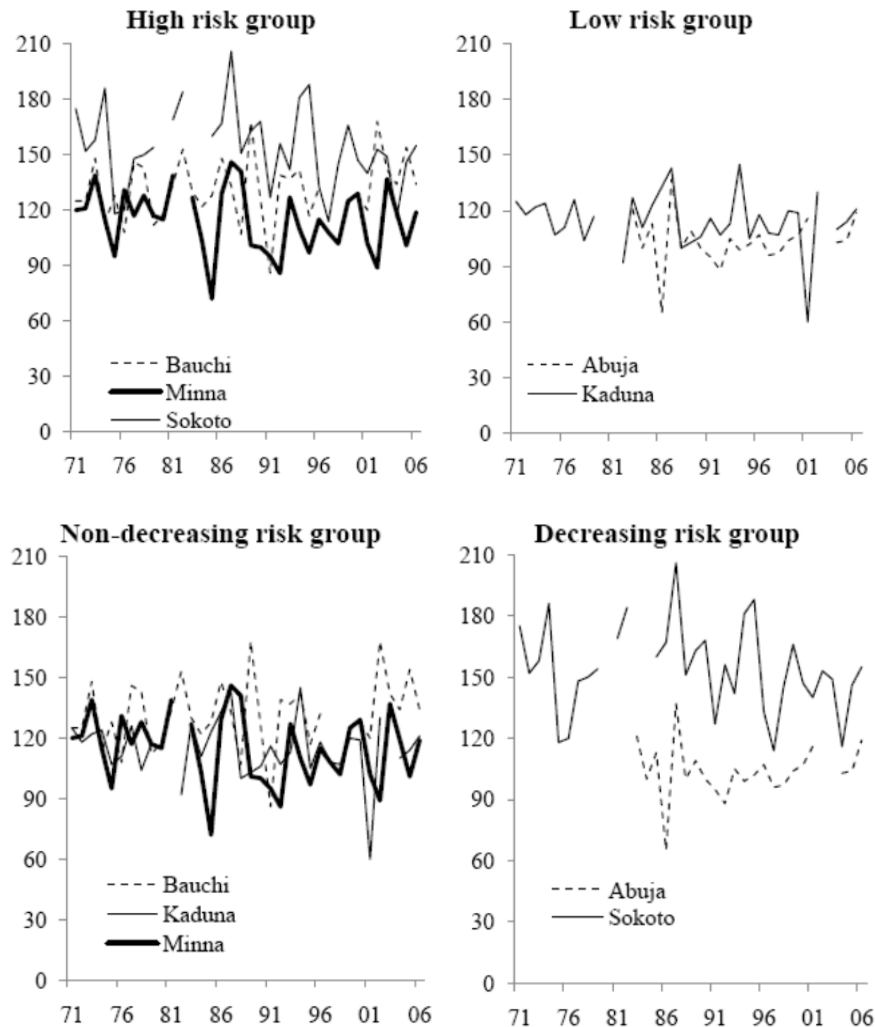 High risk group
210
180
150
120
90
60
30
0
Bauchi
Minna
Sokoto
71 76 81 86 91 96 01 06
Low risk group
210
180
150
120
90
60
30
0
Abuja
Kaduna
71 76 81 86 91 96 01 06
Non-decreasing risk group
210
180
150
120
90
60
30
0
Bauchi
Kaduna
Minna
71 76 81 86 91 96 01 06
Decreasing risk group
210
180
150
120
90
60
30
0
Abuja
Sokoto
71 76 81 86 91 96 01 06